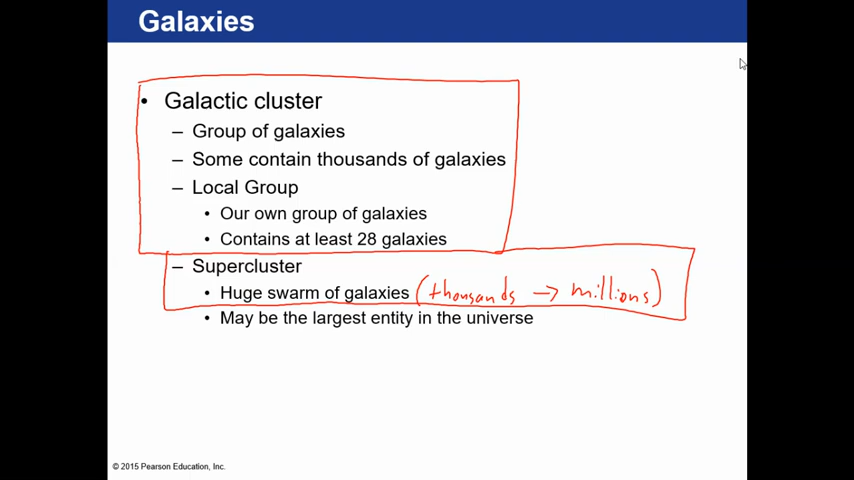 Galaxies
• Galactic cluster
– Group of galaxies
– Some contain thousands of galaxies
– Local Group
• Our own group of galaxies
• Contains at least 28 galaxies
– Supercluster
• Huge swarm of galaxies (thousands → millions)
• May be the largest entity in the universe
© 2015 Pearson Education, Inc.